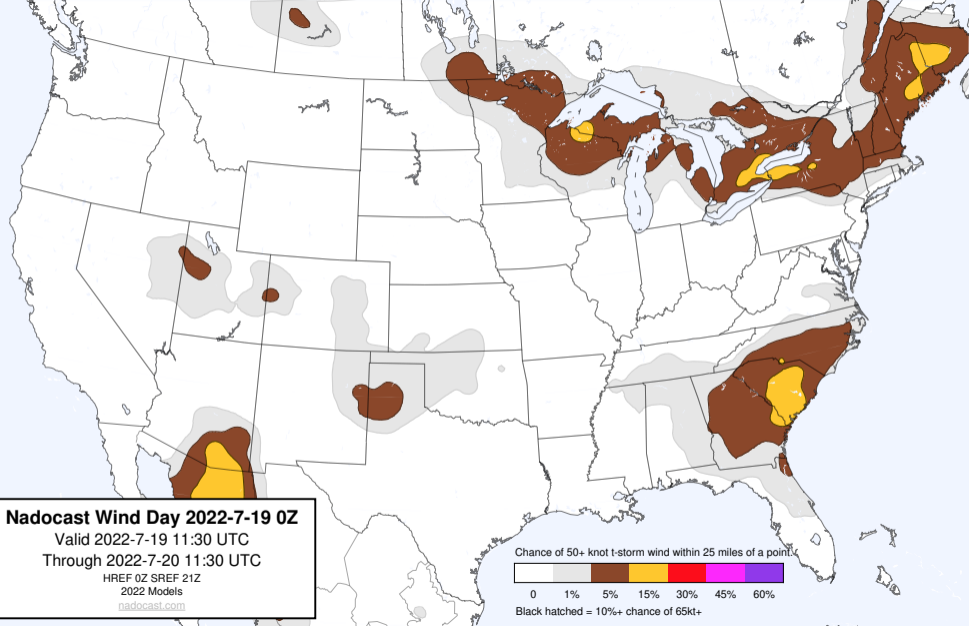 Nadocast Wind Day 2022-7-19 0Z
Valid 2022-7-19 11:30 UTC
Through 2022-7-20 11:30 UTC
HREF 0Z SREF 21Z
2022 Models
nadocast.com
Chance of 50+ knot t-storm wind within 25 miles of a point.
0 1% 5% 15% 30% 45% 60%
Black hatched = 10%+ chance of 65kt+